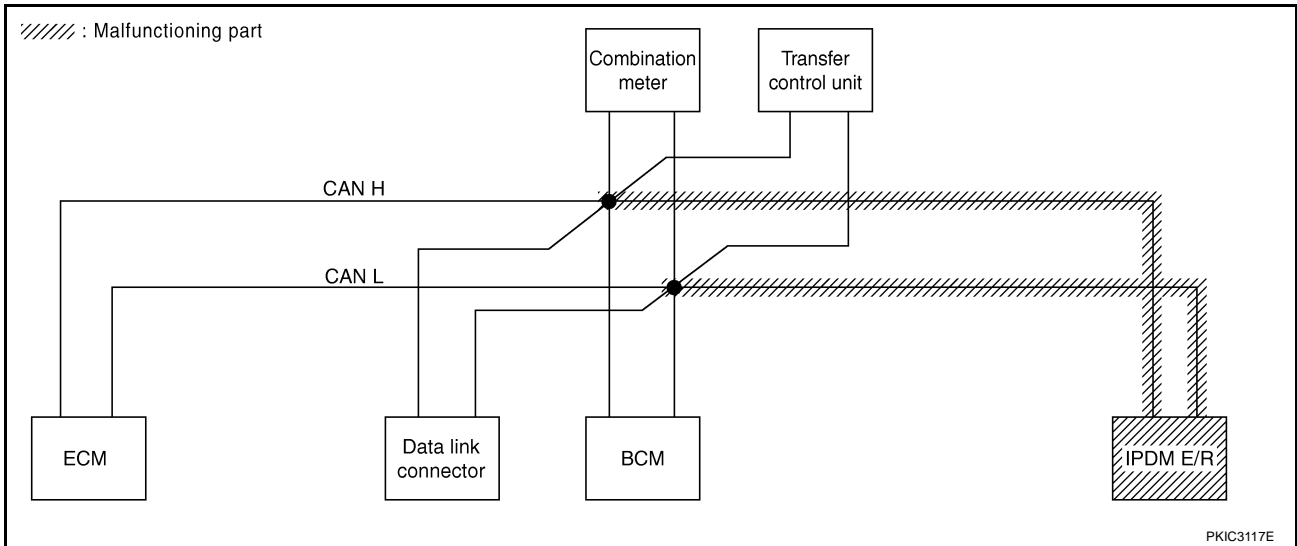 : Malfunctioning part
Combination
meter
Transfer
control unit
CAN H
CAN L
ECM
Data link
connector
BCM
IPDM E/R
PKIC3117E